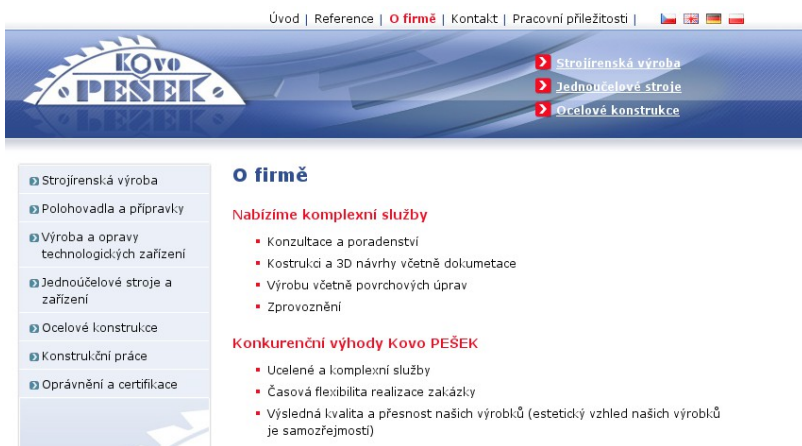 Úvod | Reference | O firmě | Kontakt | Pracovní příležitosti |
KOvo
PEŠEK
Strojírenská výroba
Jednoučelové stroje
Ocelové konstrukce
Strojírenská výroba
Polohovadla a přípravky
Výroba a opravy
technologických zařízení
Jednoúčelové stroje a
zařízení
Ocelové konstrukce
Konstrukční práce
Oprávnění a certifikace
O firmě
Nabízíme komplexní služby
Konzultace a poradenství
Kostrukci a 3D návrhy včetně dokumetace
Výrobu včetně povrchových úprav
Zprovoznění
Konkurenční výhody Kovo PEŠEK
Ucelené a komplexní služby
Časová flexibilita realizace zakázky
Výsledná kvalita a přesnost našich výrobků (estetický vzhled našich výrobků
je samozřejmostí)